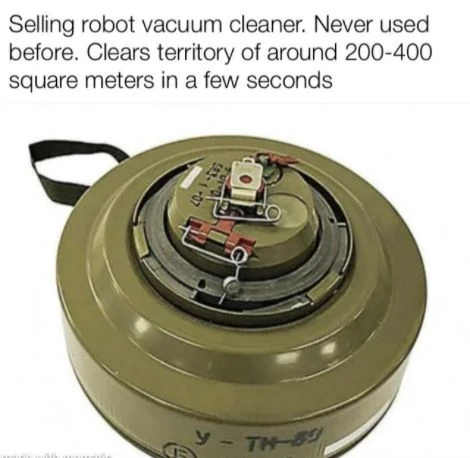 Selling robot vacuum cleaner. Never used
before. Clears territory of around 200-400
square meters in a few seconds
У - TM-89